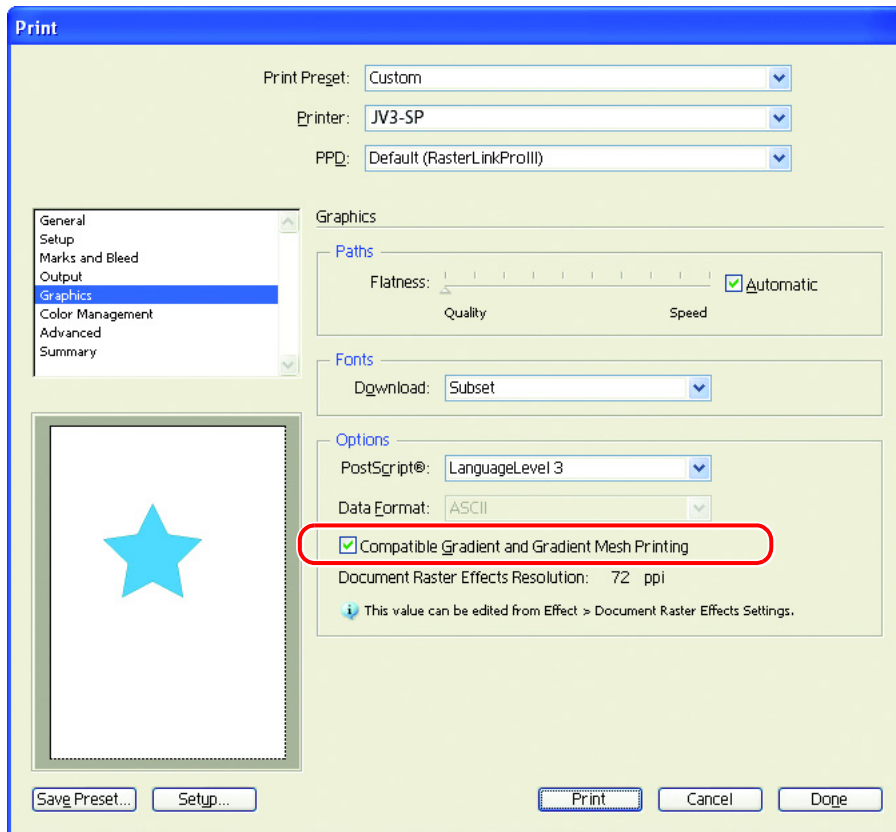 Print
Print Preset: Custom
Printer: JV3-SP
PPD: Default (RasterLinkProIII)
General
Setup
Marks and Bleed
Output
Graphics
Color Management
Advanced
Summary
Graphics
Paths
Flatness: Automatic
Quality Speed
Fonts
Download: Subset
Options
PostScript®: LanguageLevel 3
Data Format: ASCII
Compatible Gradient and Gradient Mesh Printing
Document Raster Effects Resolution: 72 ppi
This value can be edited from Effect > Document Raster Effects Settings.
Save Preset... Setup... Print Cancel Done